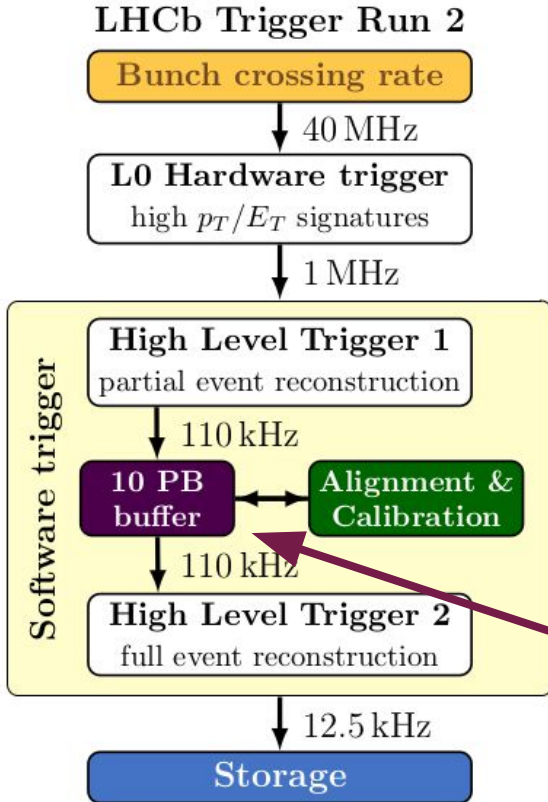 LHCb Trigger Run 2
Bunch crossing rate
40 MHz
L0 Hardware trigger
high p_T/E_T signatures
1 MHz
Software trigger
High Level Trigger 1
partial event reconstruction
110 kHz
10 PB
buffer
Alignment &
Calibration
110 kHz
High Level Trigger 2
full event reconstruction
12.5 kHz
Storage